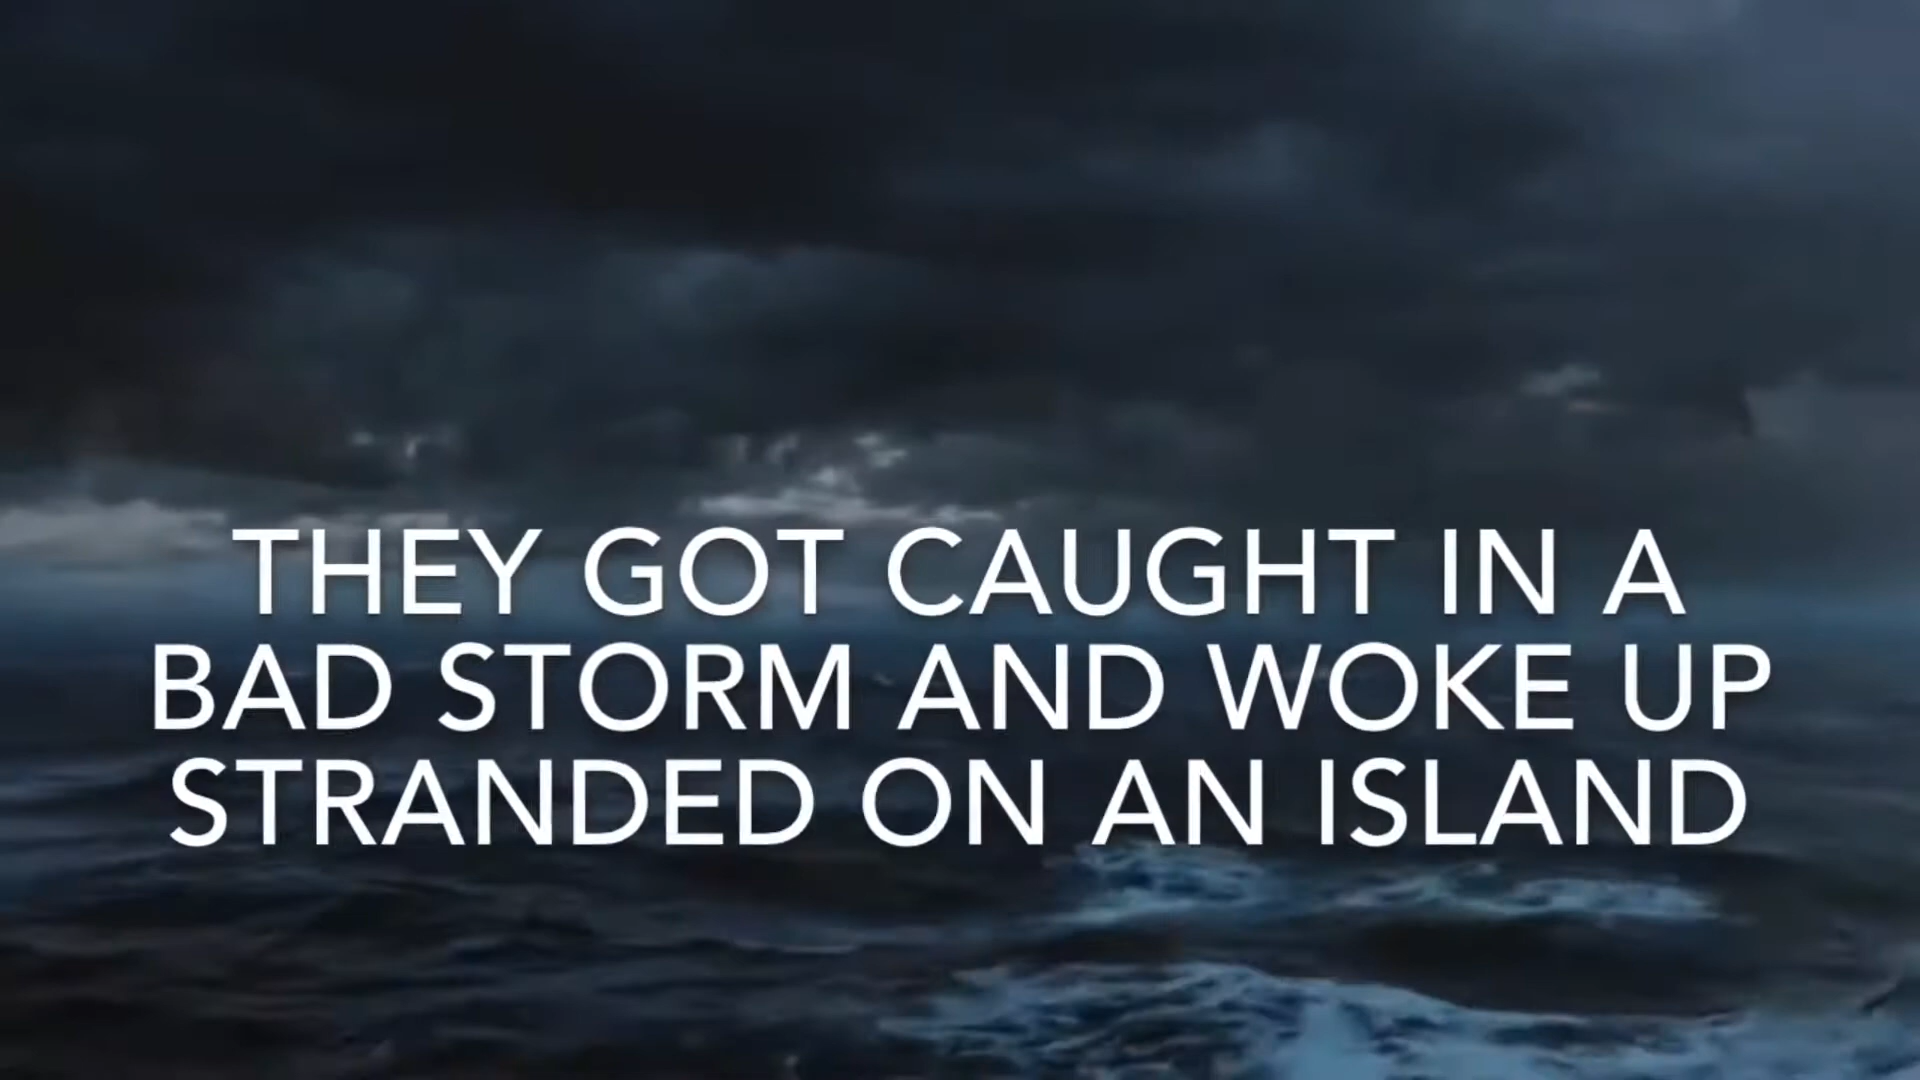 THEY GOT CAUGHT IN A
BAD STORM AND WOKE UP
STRANDED ON AN ISLAND